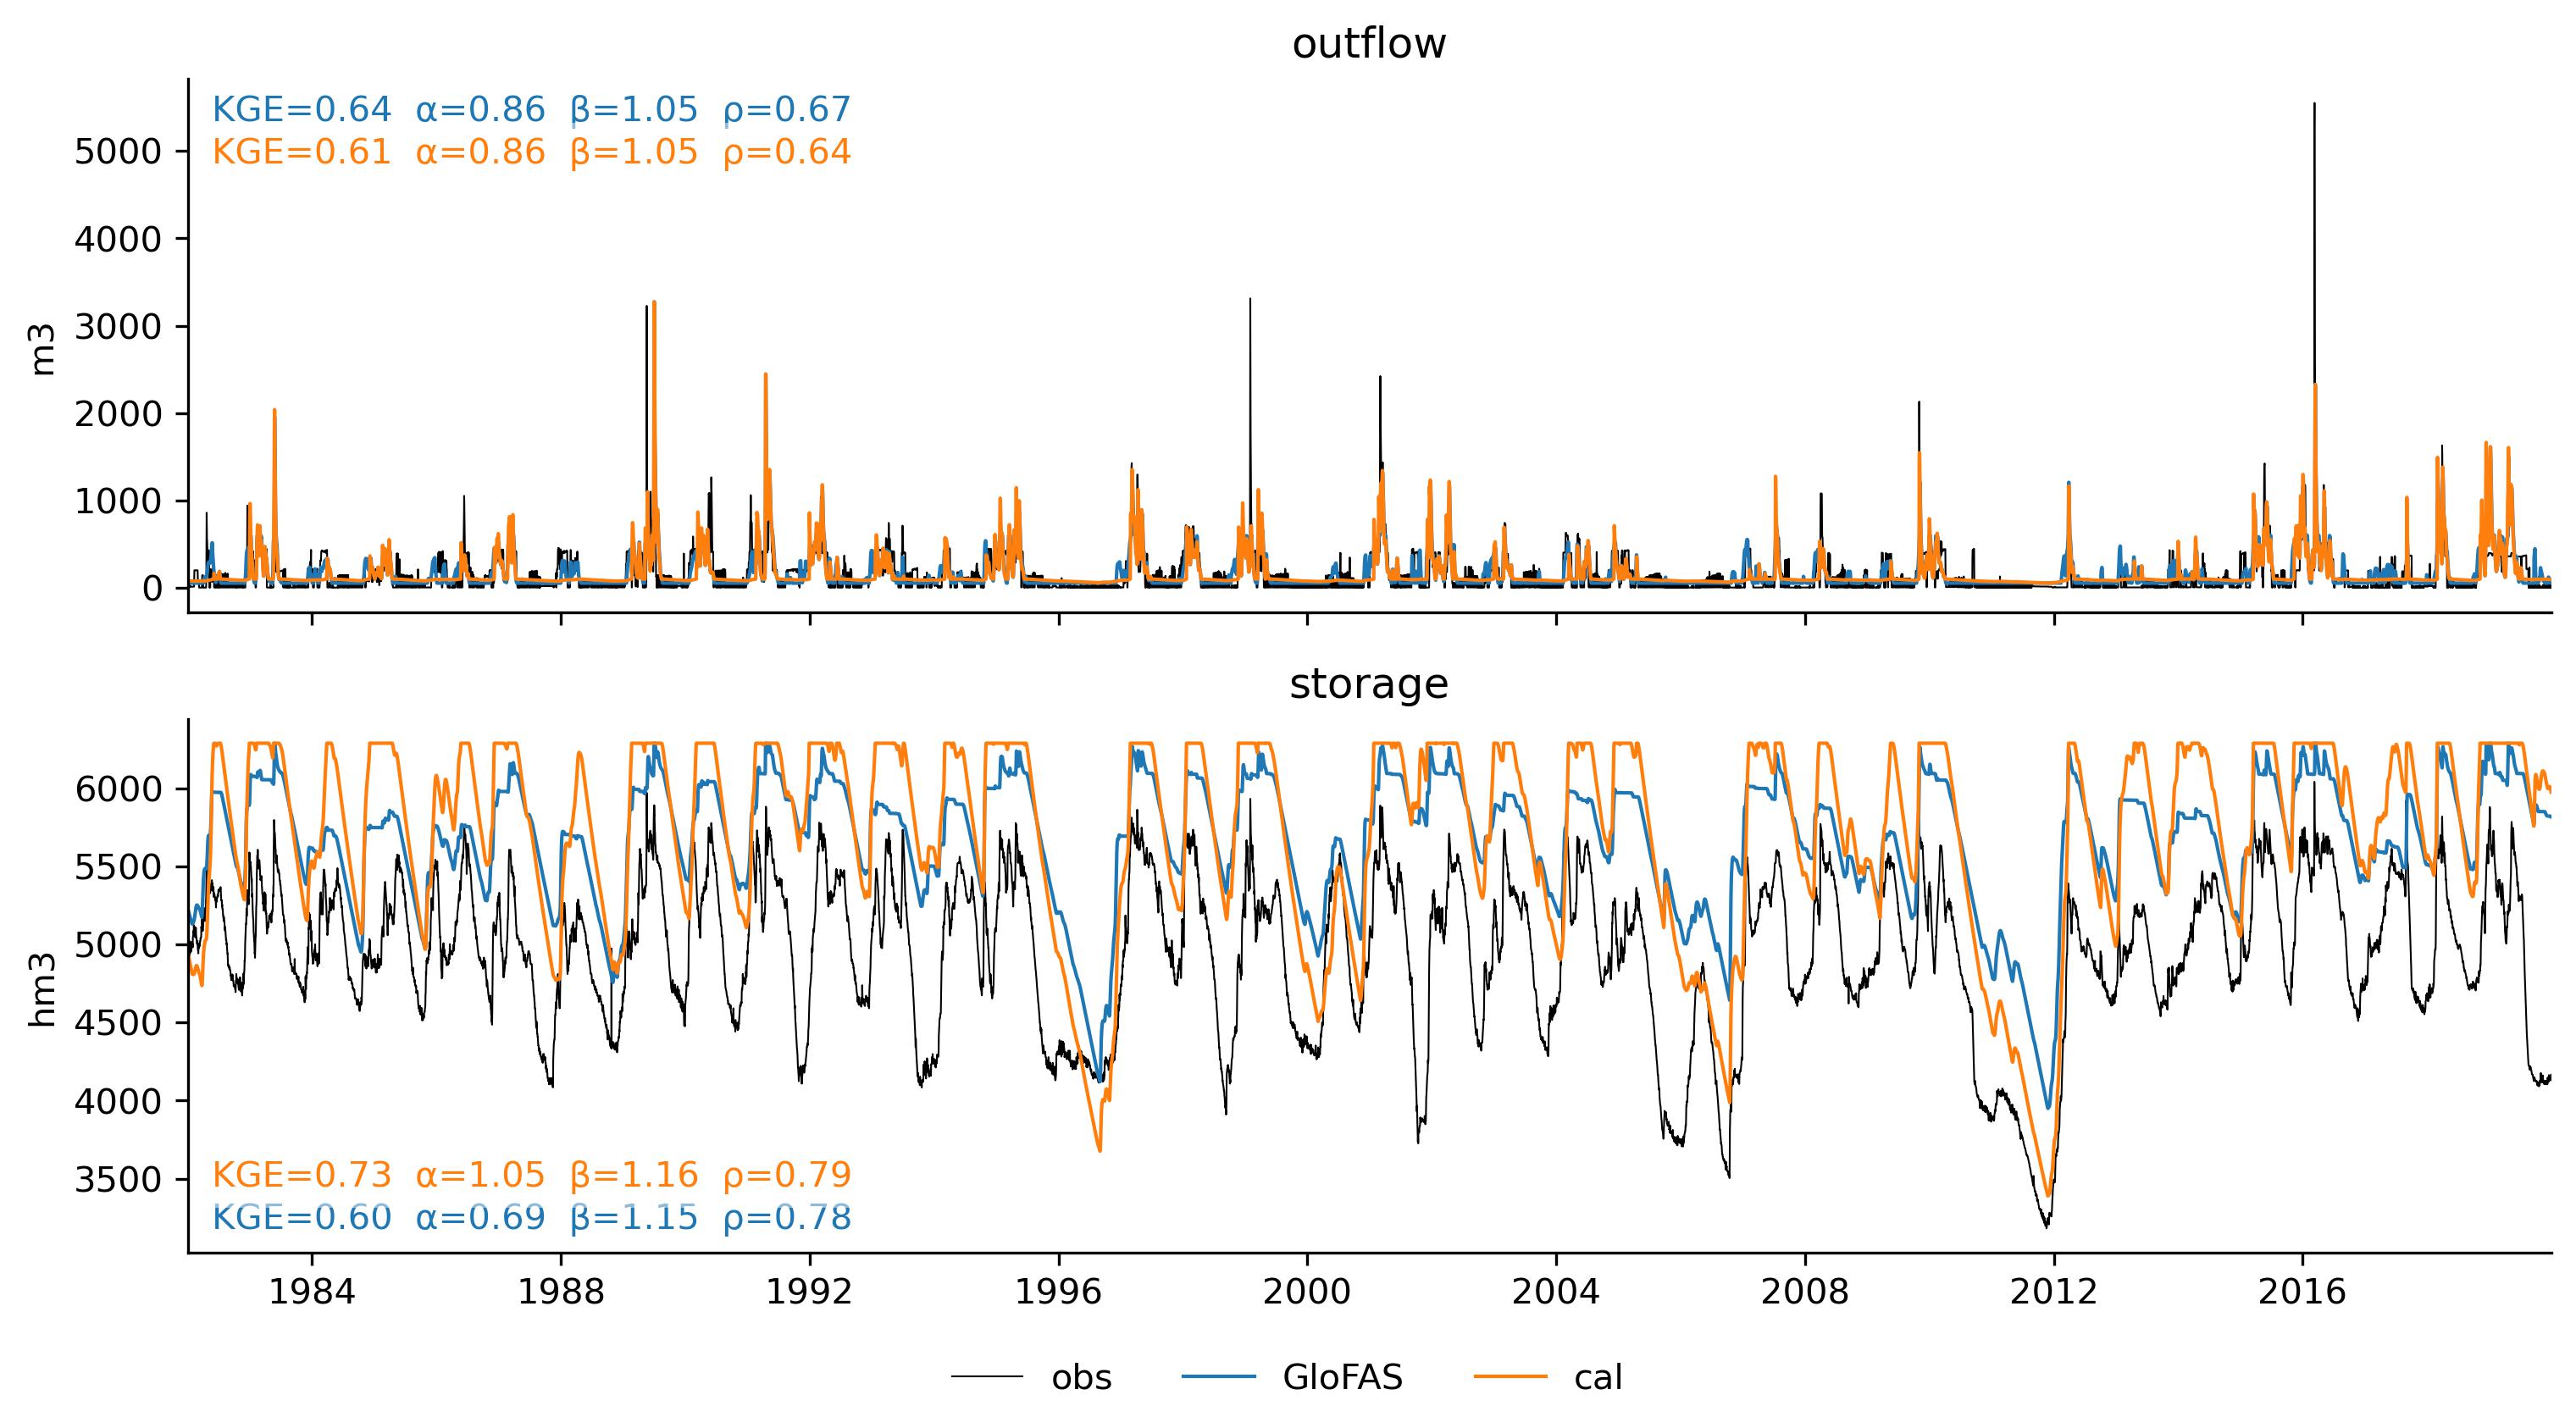 outflow
KGE=0.64 α=0.86 β=1.05 ρ=0.67
KGE=0.61 α=0.86 β=1.05 ρ=0.64
5000
4000
3000
2000
1000
0
m3
storage
6000
5500
5000
4500
4000
3500
hm3
KGE=0.73 α=1.05 β=1.16 ρ=0.79
KGE=0.60 α=0.69 β=1.15 ρ=0.78
1984 1988 1992 1996 2000 2004 2008 2012 2016
obs GloFAS cal